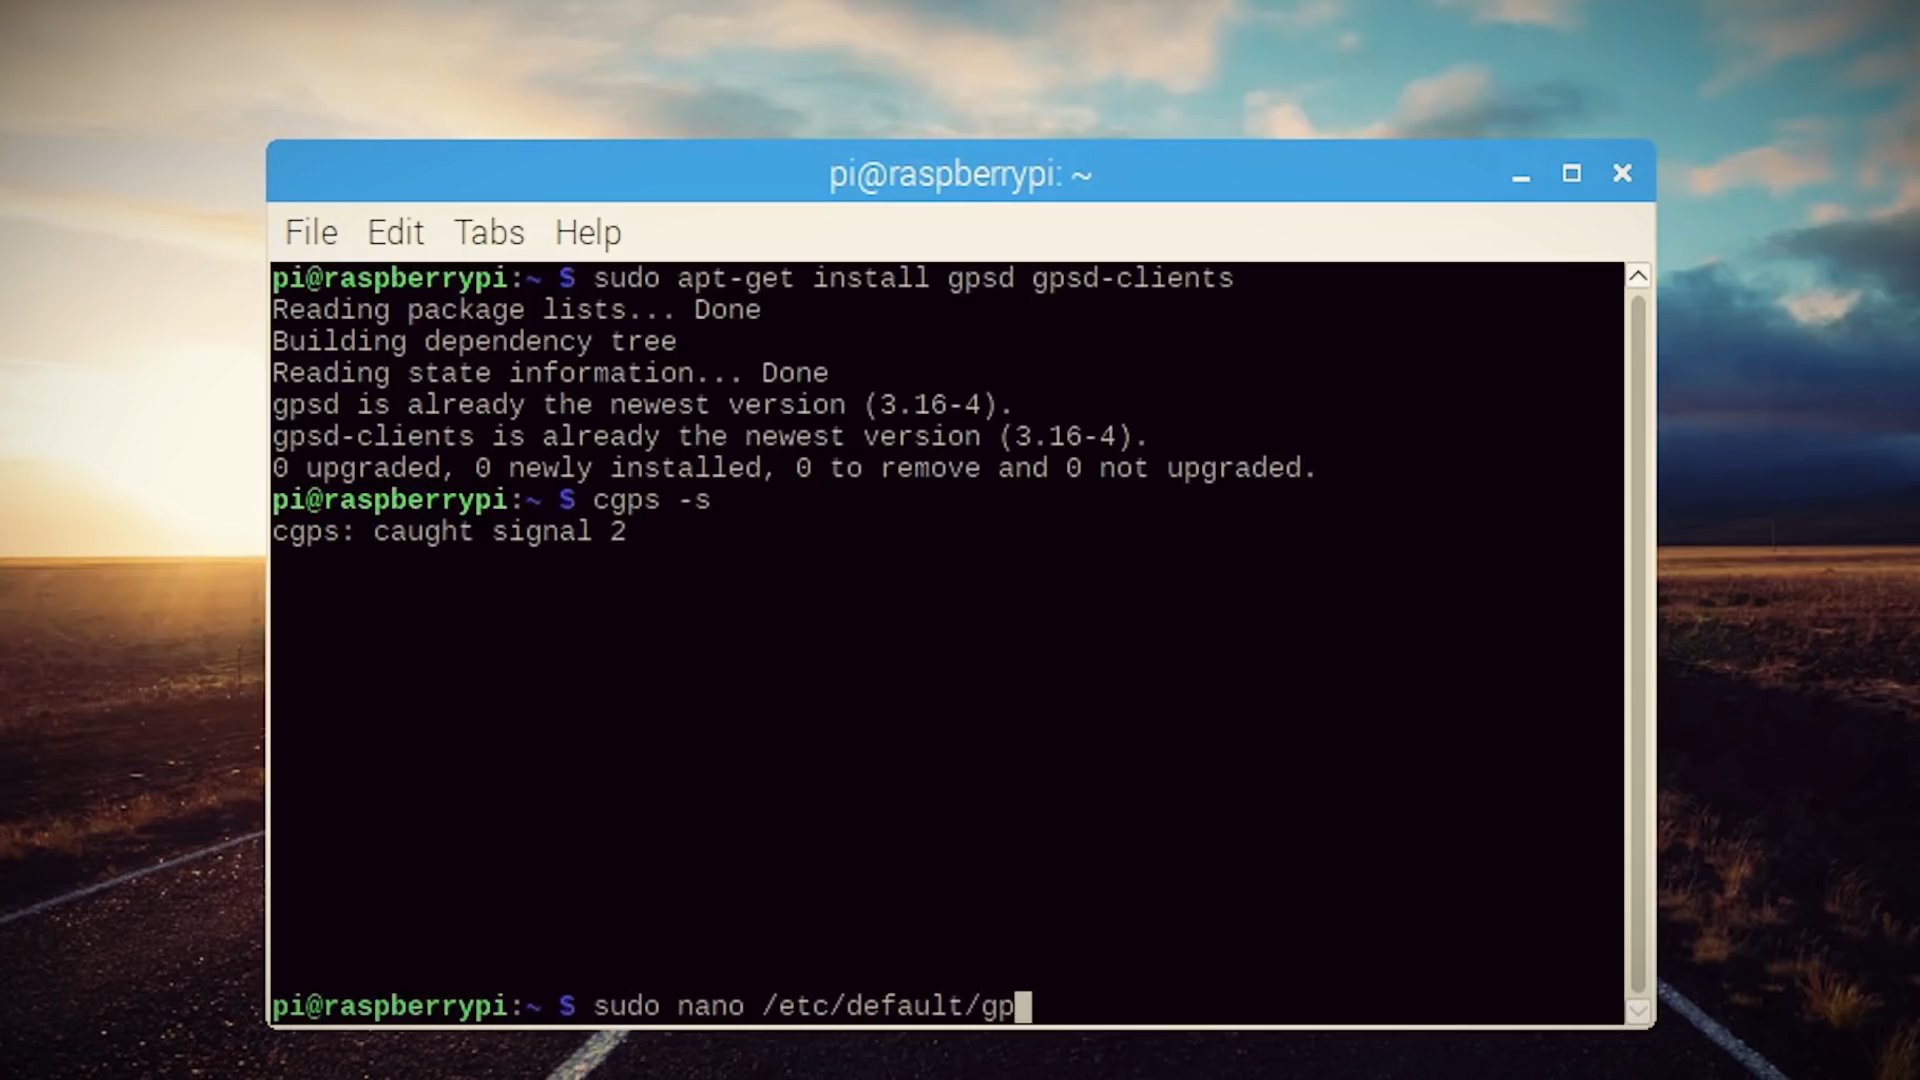 pi@raspberrypi: ~
File Edit Tabs Help
pi@raspberrypi:~ $ sudo apt-get install gpsd gpsd-clients
Reading package lists... Done
Building dependency tree
Reading state information... Done
gpsd is already the newest version (3.16-4).
gpsd-clients is already the newest version (3.16-4).
0 upgraded, 0 newly installed, 0 to remove and 0 not upgraded.
pi@raspberrypi:~ $ cgps -s
cgps: caught signal 2
pi@raspberrypi:~ $ sudo nano /etc/default/gp